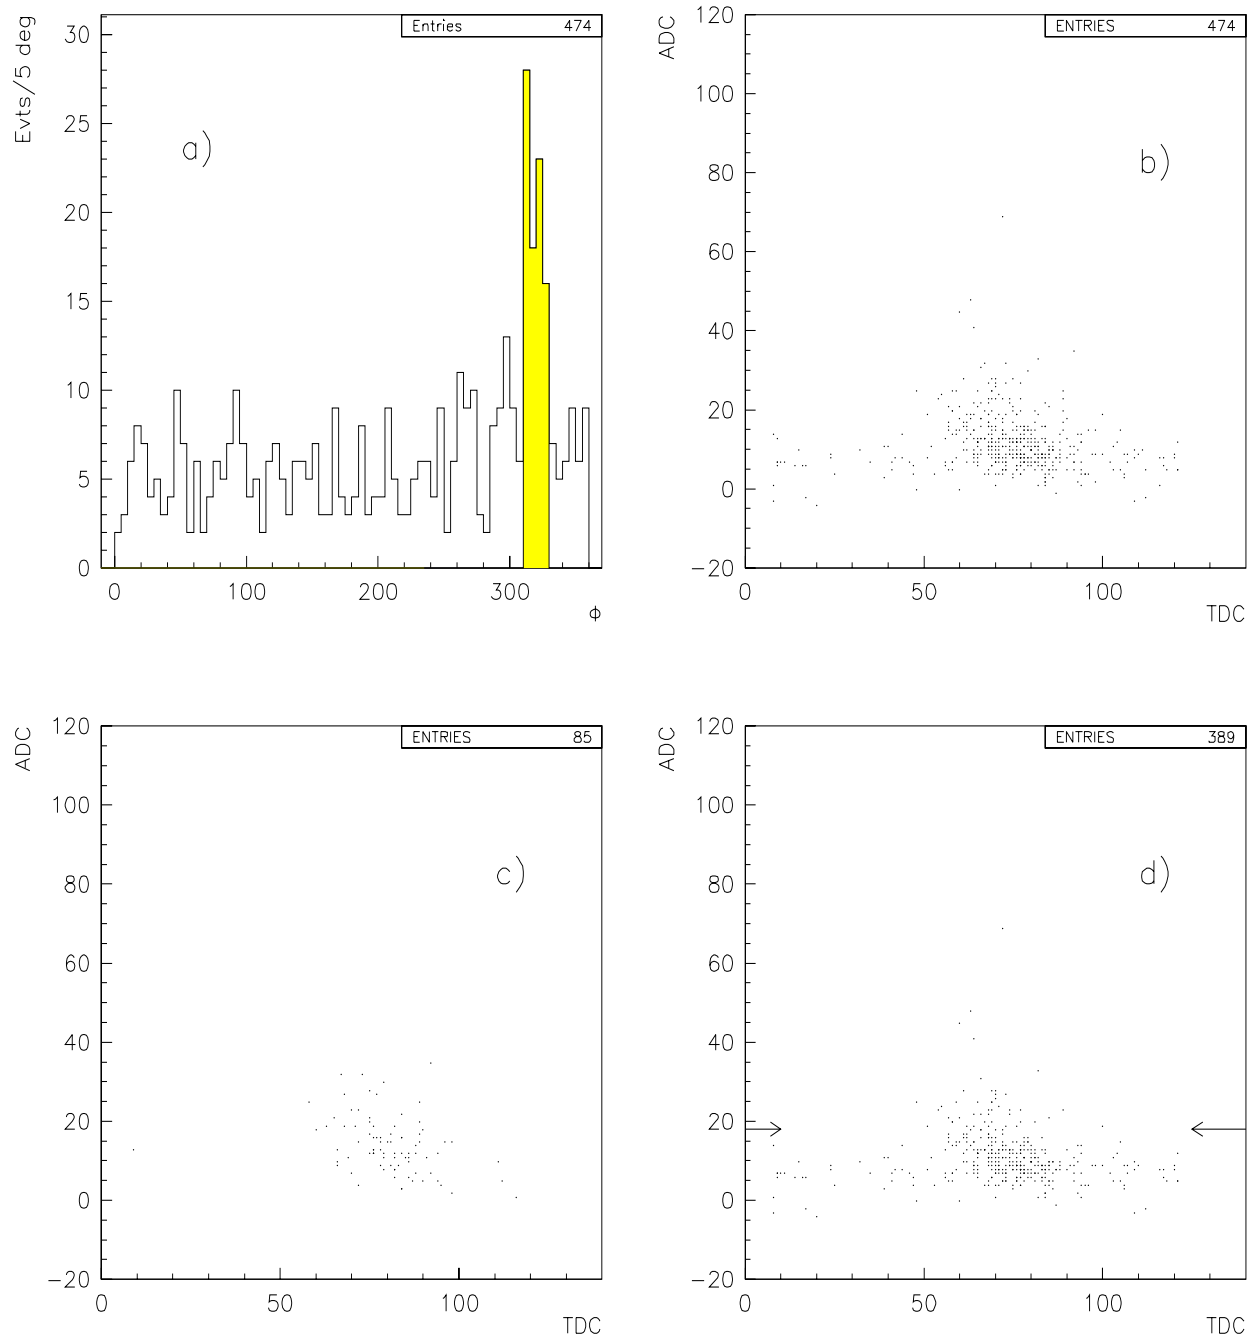 Evts/5 deg
Entries 474
a)
30
25
20
15
10
5
0
0 100 200 300
ϕ
ADC
ENTRIES 474
b)
120
100
80
60
40
20
0
−20
0 50 100
TDC
ADC
ENTRIES 85
c)
120
100
80
60
40
20
0
−20
0 50 100
TDC
ADC
ENTRIES 389
d)
120
100
80
60
40
20
0
−20
0 50 100
TDC